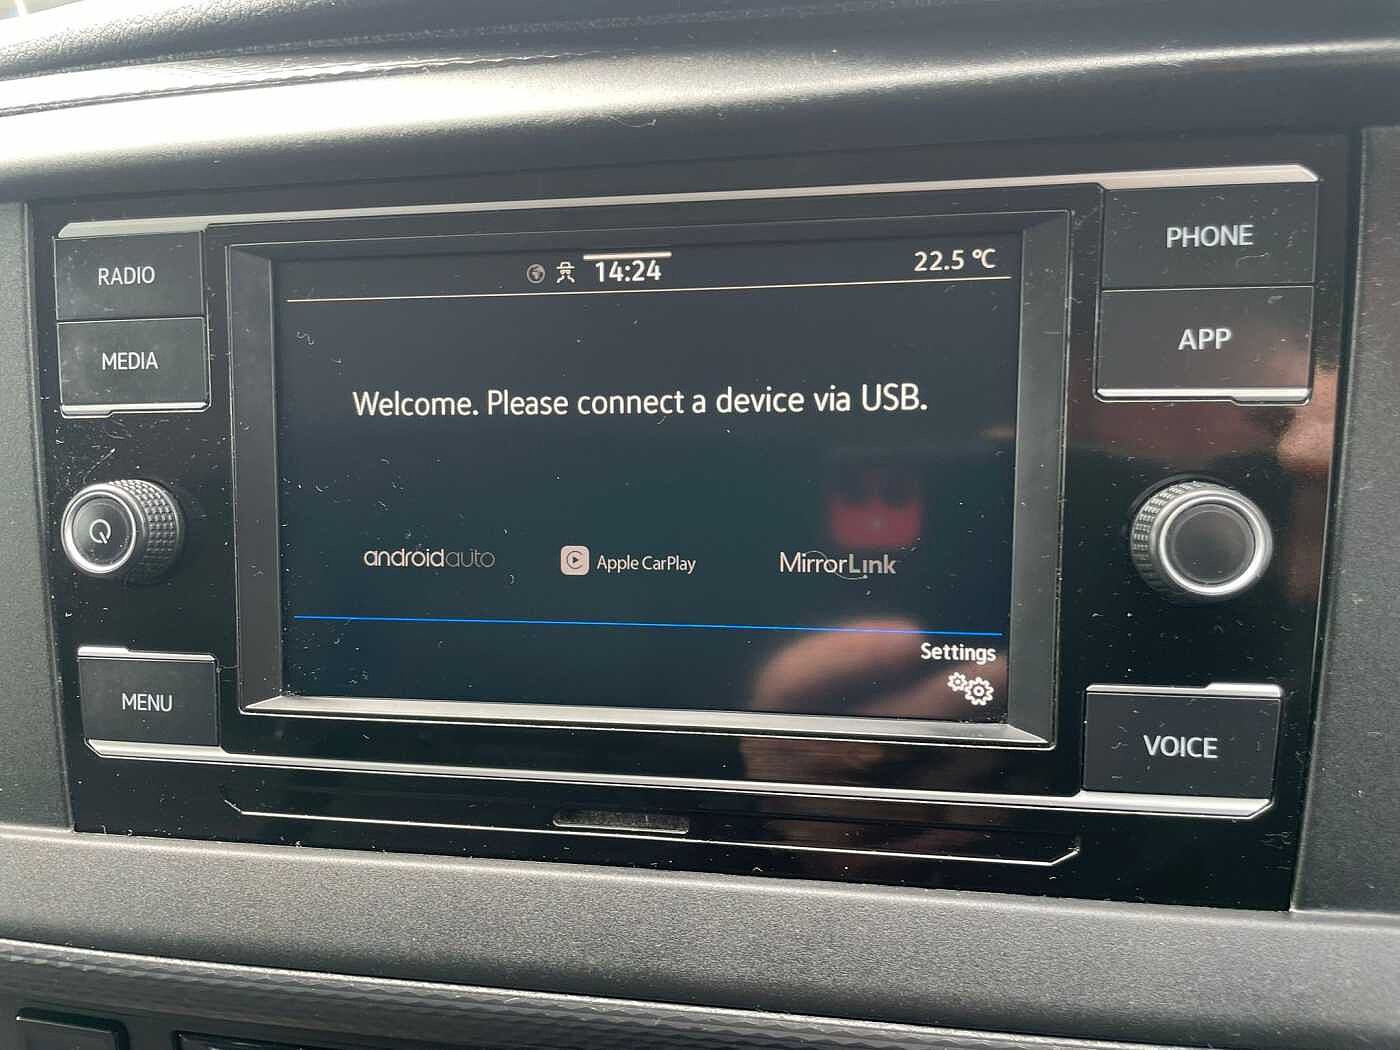 RADIO
MEDIA
MENU
14:24
22.5 °C
Welcome. Please connect a device via USB.
androidauto
Apple CarPlay
MirrorLink
Settings
PHONE
APP
VOICE